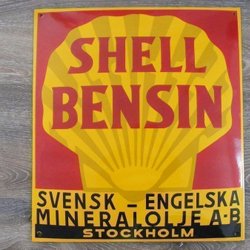 SHELL
BENSIN
SVENSK - ENGELSKA
MINERALOLJE A-B
STOCKHOLM